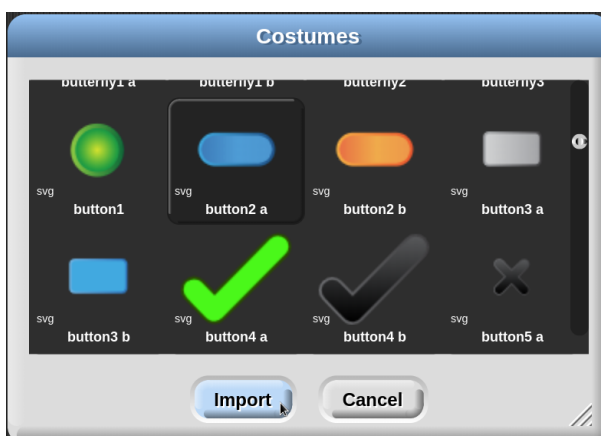 Costumes
butterfly1 a butterfly1 b butterfly2 butterfly3
svg svg svg svg
button1 button2 a button2 b button3 a
svg svg svg svg
button3 b button4 a button4 b button5 a
Import Cancel